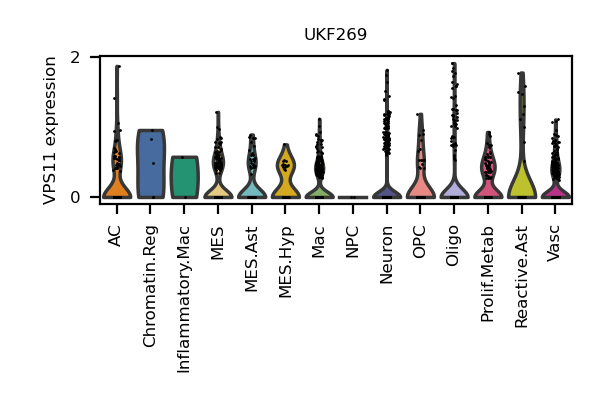 UKF269
VPS11 expression
2
0
AC
Chromatin.Reg
Inflammatory.Mac
MES
MES.Ast
MES.Hyp
Mac
NPC
Neuron
OPC
Oligo
Prolif.Metab
Reactive.Ast
Vasc